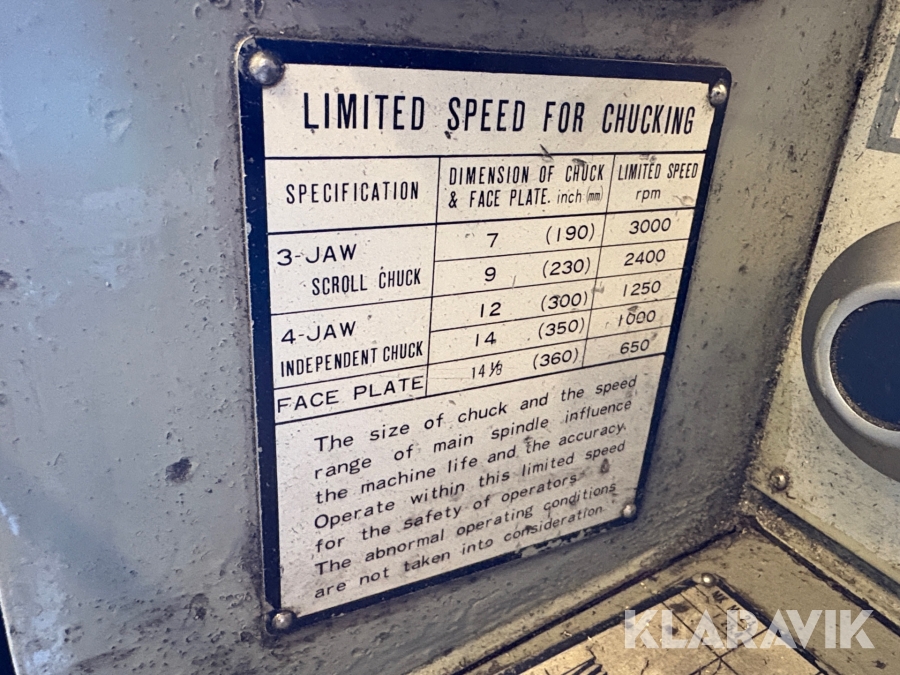 LIMITED SPEED FOR CHUCKING
SPECIFICATION
DIMENSION OF CHUCK
& FACE PLATE. inch (mm)
LIMITED SPEED
rpm
3-JAW
SCROLL CHUCK
7 (190) 3000
9 (230) 2400
4-JAW
INDEPENDENT CHUCK
12 (300) 1250
14 (350) 1000
FACE PLATE
14 1/8 (360) 650
The size of chuck and the speed
range of main spindle influence
the machine life and the accuracy.
Operate within this limited speed
for the safety of operators
The abnormal operating conditions
are not taken into consideration
KLARAVIK